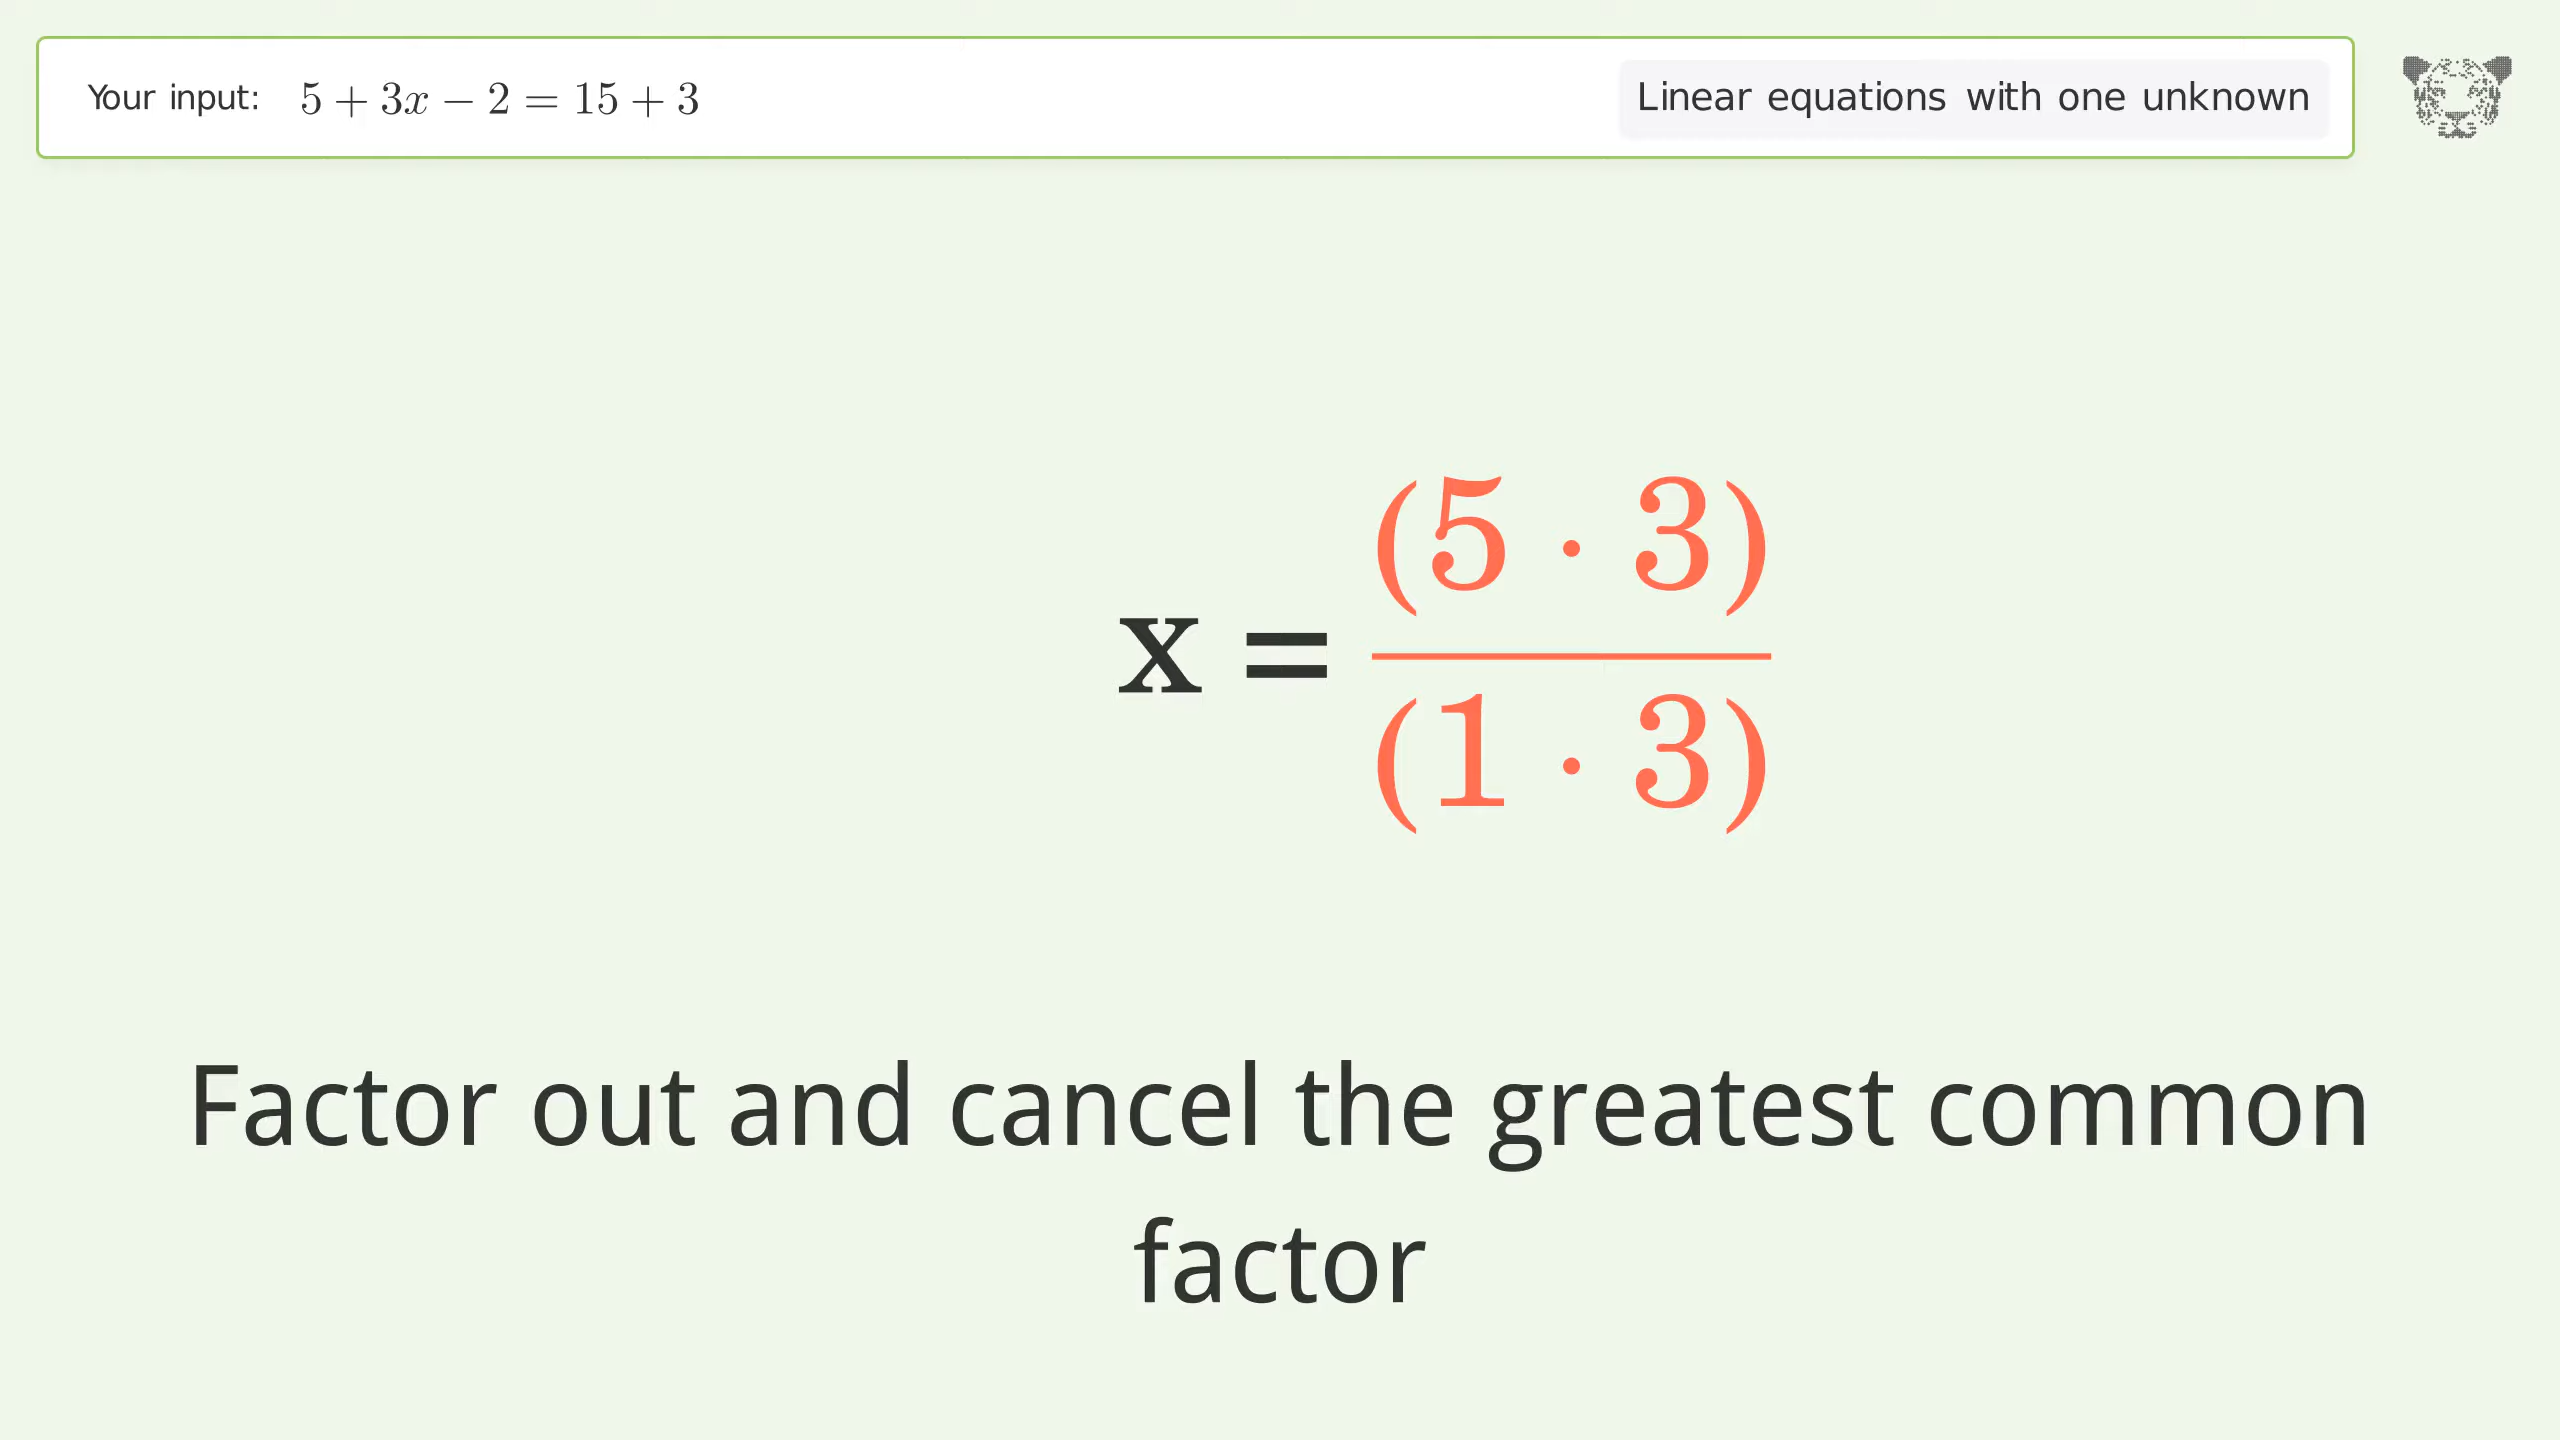 Your input: 5 + 3x − 2 = 15 + 3
Linear equations with one unknown
x = (5 · 3)
(1 · 3)
Factor out and cancel the greatest common
factor